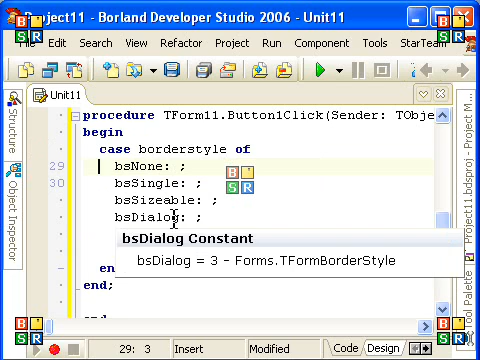 Project11 - Borland Developer Studio 2006 - Unit11
Edit Search View Refactor Project Run Component Tools StarTeam
Unit11
Structure
Object Inspector
procedure TForm11.Button1Click(Sender: TObje
begin
case borderstyle of
29 bsNone: ;
30 bsSingle: ;
bsSizeable: ;
bsDialog: ;
bsDialog Constant
bsDialog = 3 - Forms.TFormBorderStyle
end;
Project11.bdsproj - Project M...
Tool Palette
29: 3 Insert Modified Code Design
B
S R
B
S R
B
S R
B
S R
B
S R